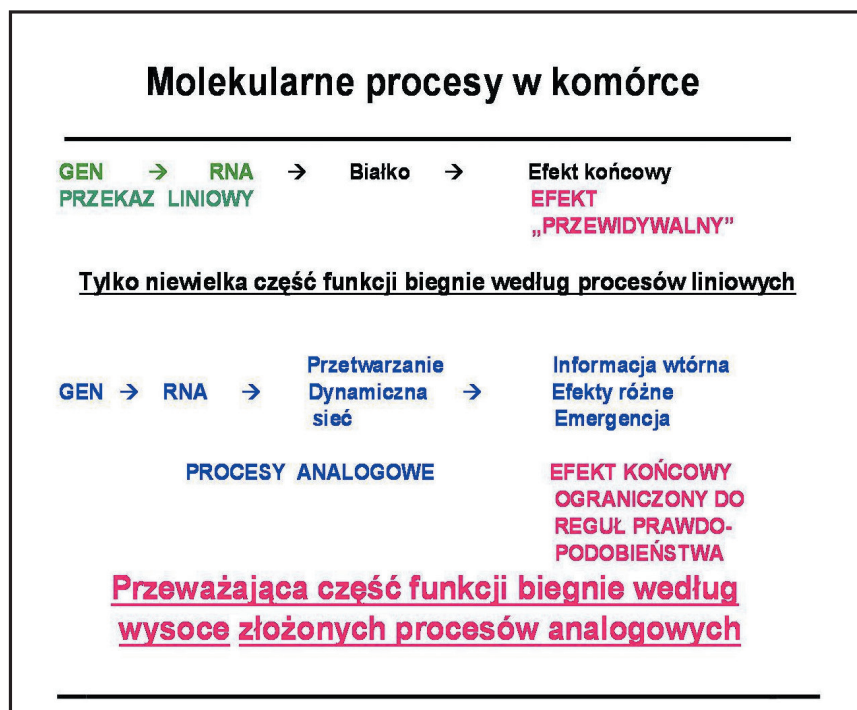 Molekularne procesy w komórce
GEN → RNA → Białko → Efekt końcowy
PRZEKAZ LINIOWY EFEKT
„PRZEWIDYWALNY”
Tylko niewielka część funkcji biegnie według procesów liniowych
Przetwarzanie Informacja wtórna
GEN → RNA → Dynamiczna → Efekty różne
sieć Emergencja
PROCESY ANALOGOWE EFEKT KOŃCOWY
OGRANICZONY DO
REGUŁ PRAWDO-
PODOBIEŃSTWA
Przeważająca część funkcji biegnie według
wysoce złożonych procesów analogowych